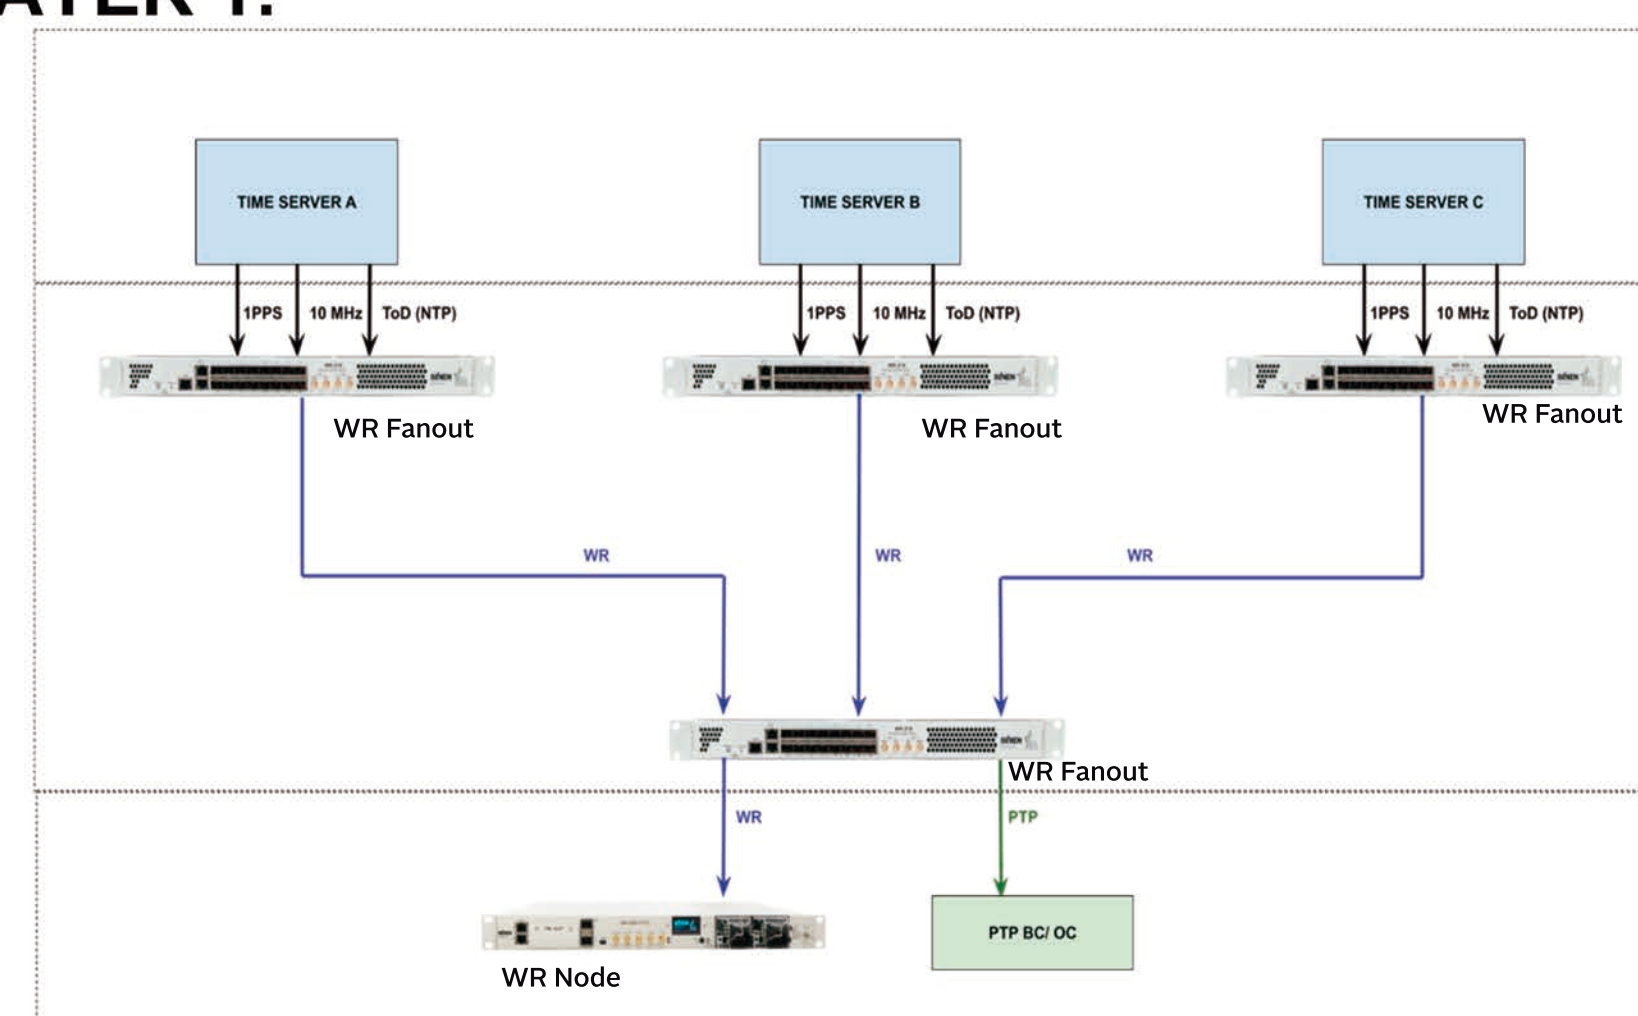 TIME SERVER A
TIME SERVER B
TIME SERVER C
1PPS
10 MHz
ToD (NTP)
1PPS
10 MHz
ToD (NTP)
1PPS
10 MHz
ToD (NTP)
WR Fanout
WR Fanout
WR Fanout
WR
WR
WR
WR Fanout
WR
PTP
PTP BC/ OC
WR Node